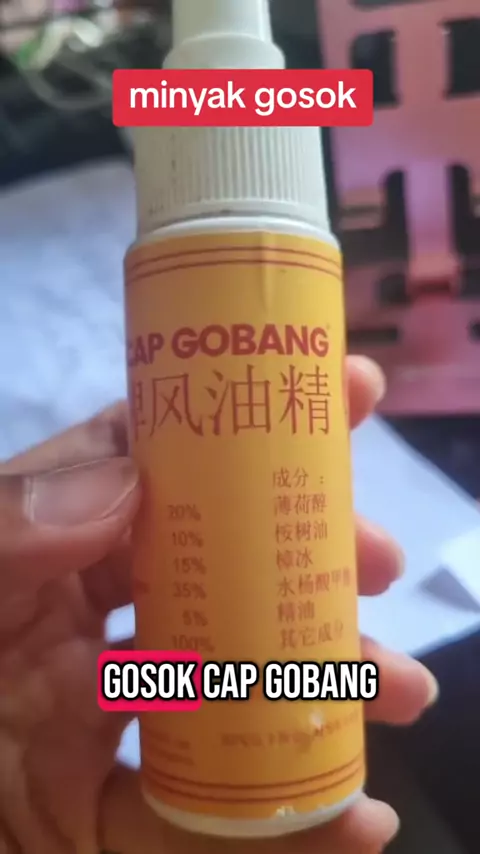 minyak gosok
CAP GOBANG
风油精
成分：
20% 薄荷醇
10% 桉树油
15% 樟冰
35% 水杨酸甲
5% 精油
100% 其它成分
GOSOK CAP GOBANG